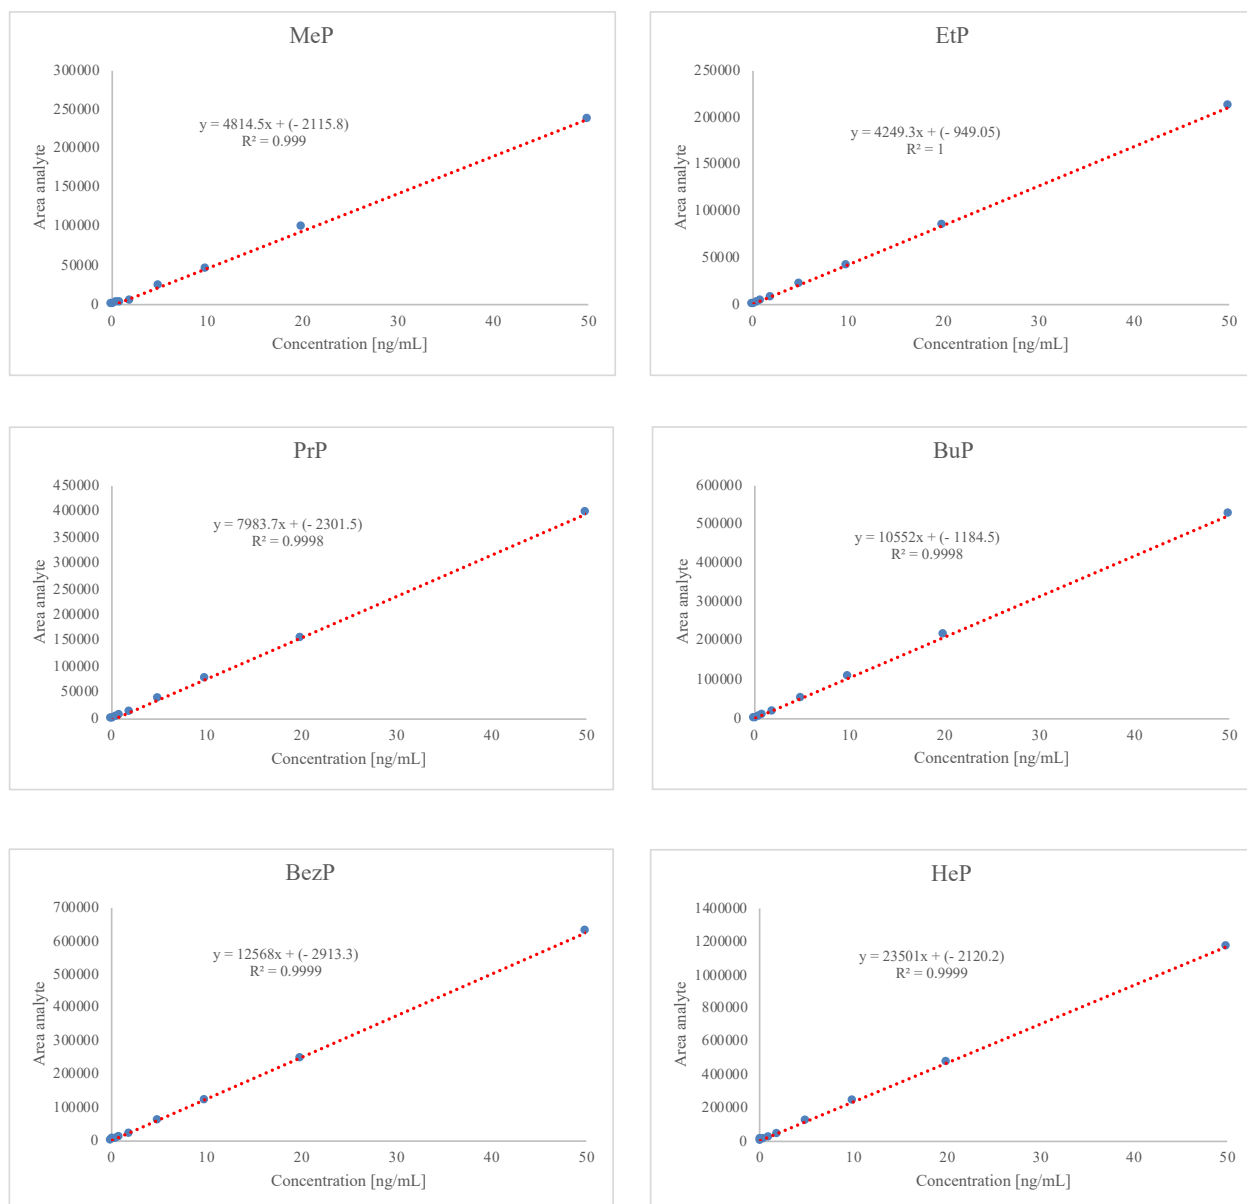 MeP
300000
250000
200000
150000
100000
50000
0
Area analyte
y = 4814.5x + (- 2115.8)
R² = 0.999
0 10 20 30 40 50
Concentration [ng/mL]
EtP
250000
200000
150000
100000
50000
0
Area analyte
y = 4249.3x + (- 949.05)
R² = 1
0 10 20 30 40 50
Concentration [ng/mL]
PrP
450000
400000
350000
300000
250000
200000
150000
100000
50000
0
Area analyte
y = 7983.7x + (- 2301.5)
R² = 0.9998
0 10 20 30 40 50
Concentration [ng/mL]
BuP
600000
500000
400000
300000
200000
100000
0
Area analyte
y = 10552x + (- 1184.5)
R² = 0.9998
0 10 20 30 40 50
Concentration [ng/mL]
BezP
700000
600000
500000
400000
300000
200000
100000
0
Area analyte
y = 12568x + (- 2913.3)
R² = 0.9999
0 10 20 30 40 50
Concentration [ng/mL]
HeP
1400000
1200000
1000000
800000
600000
400000
200000
0
Area analyte
y = 23501x + (- 2120.2)
R² = 0.9999
0 10 20 30 40 50
Concentration [ng/mL]